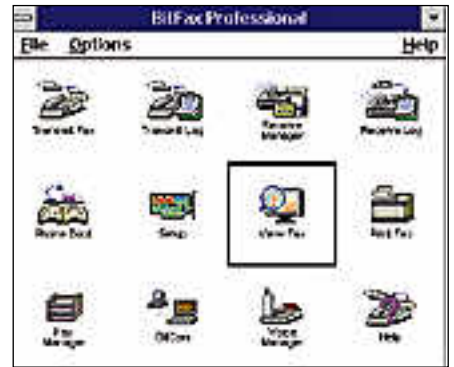 BitFax Professional
File Options Help
Transmit Fax Transmit Log Receive Manager Receive Log
Phone Book Setup View Fax Print Fax
Fax Manager BitCom Voice Manager Help